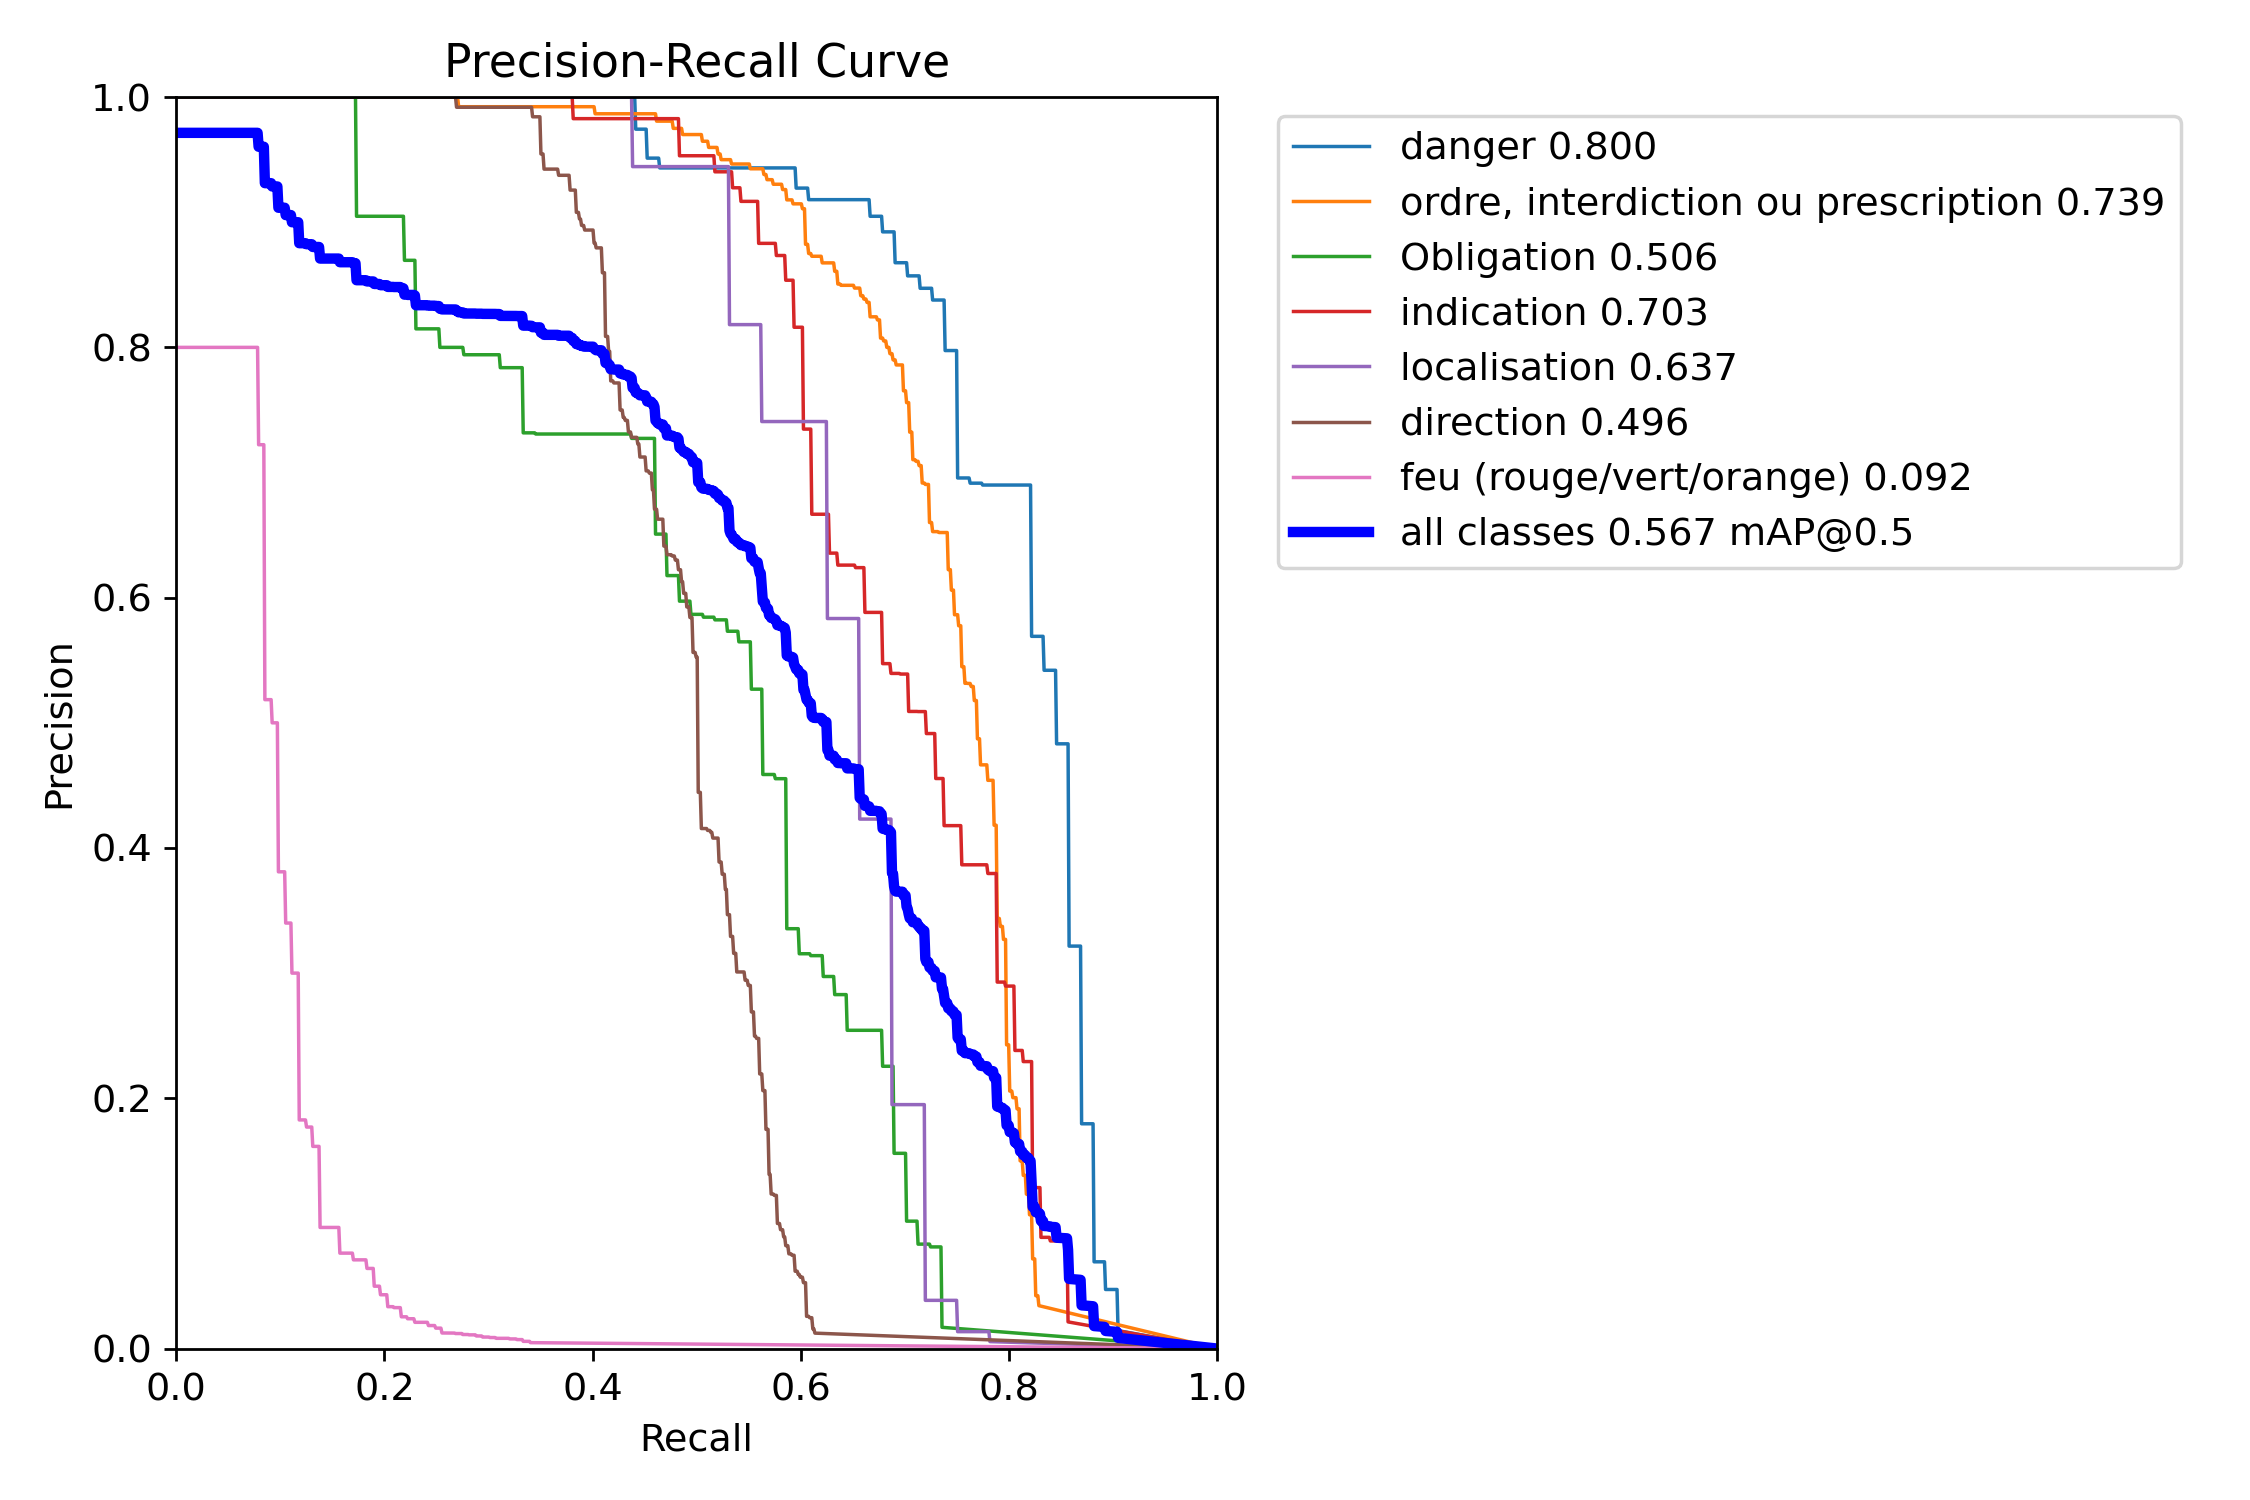 Precision-Recall Curve
1.0
0.8
0.6
0.4
0.2
0.0
Precision
0.0 0.2 0.4 0.6 0.8 1.0
Recall
danger 0.800
ordre, interdiction ou prescription 0.739
Obligation 0.506
indication 0.703
localisation 0.637
direction 0.496
feu (rouge/vert/orange) 0.092
all classes 0.567 mAP@0.5